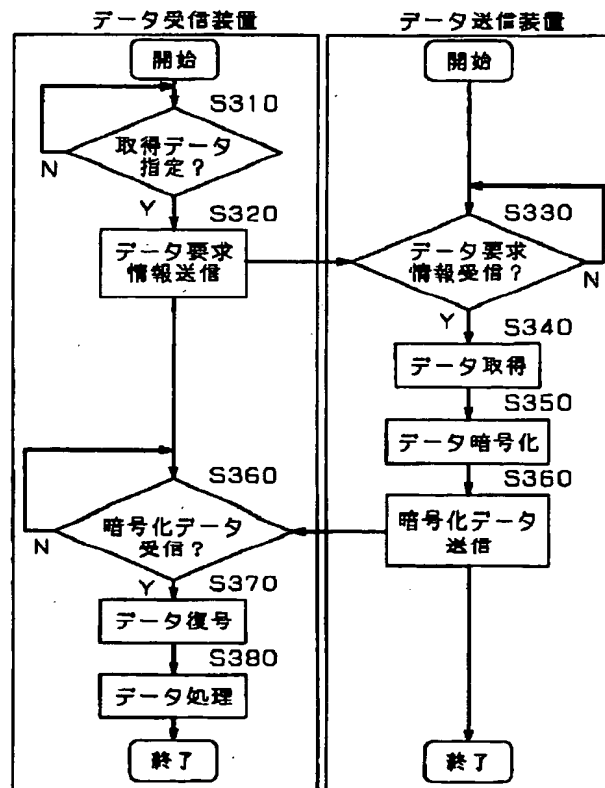 データ受信装置
開始
S310
取得データ
指定？
N
Y
S320
データ要求
情報送信
S360
暗号化データ
受信？
N
Y
S370
データ復号
S380
データ処理
終了
データ送信装置
開始
S330
データ要求
情報受信？
N
Y
S340
データ取得
S350
データ暗号化
S360
暗号化データ
送信
終了